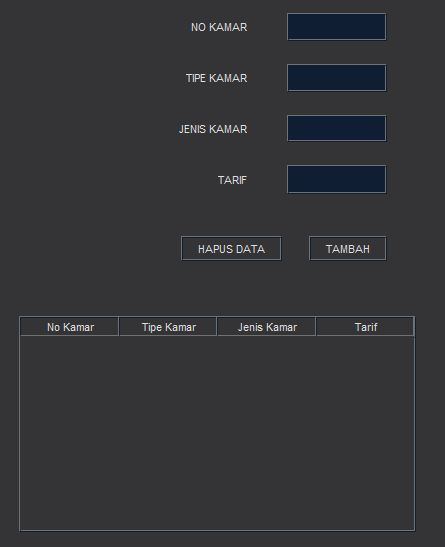 NO KAMAR
TIPE KAMAR
JENIS KAMAR
TARIF
HAPUS DATA TAMBAH
No Kamar Tipe Kamar Jenis Kamar Tarif